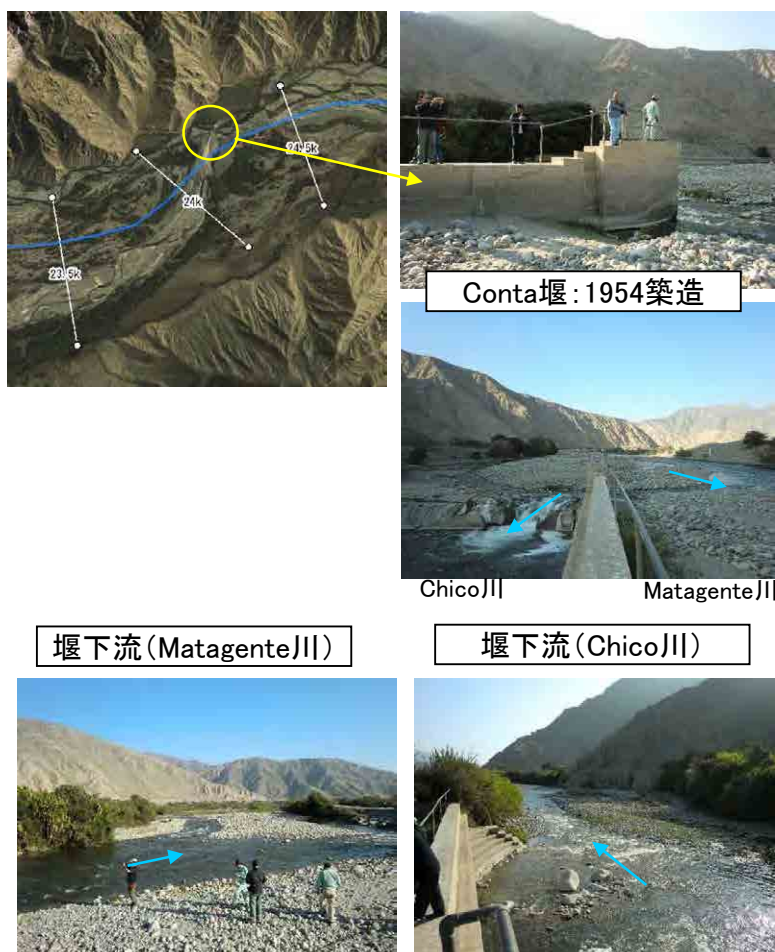 24.5k
24k
23.5k
Conta堰：1954築造
Chico川
Matagente川
堰下流（Matagente川）
堰下流（Chico川）